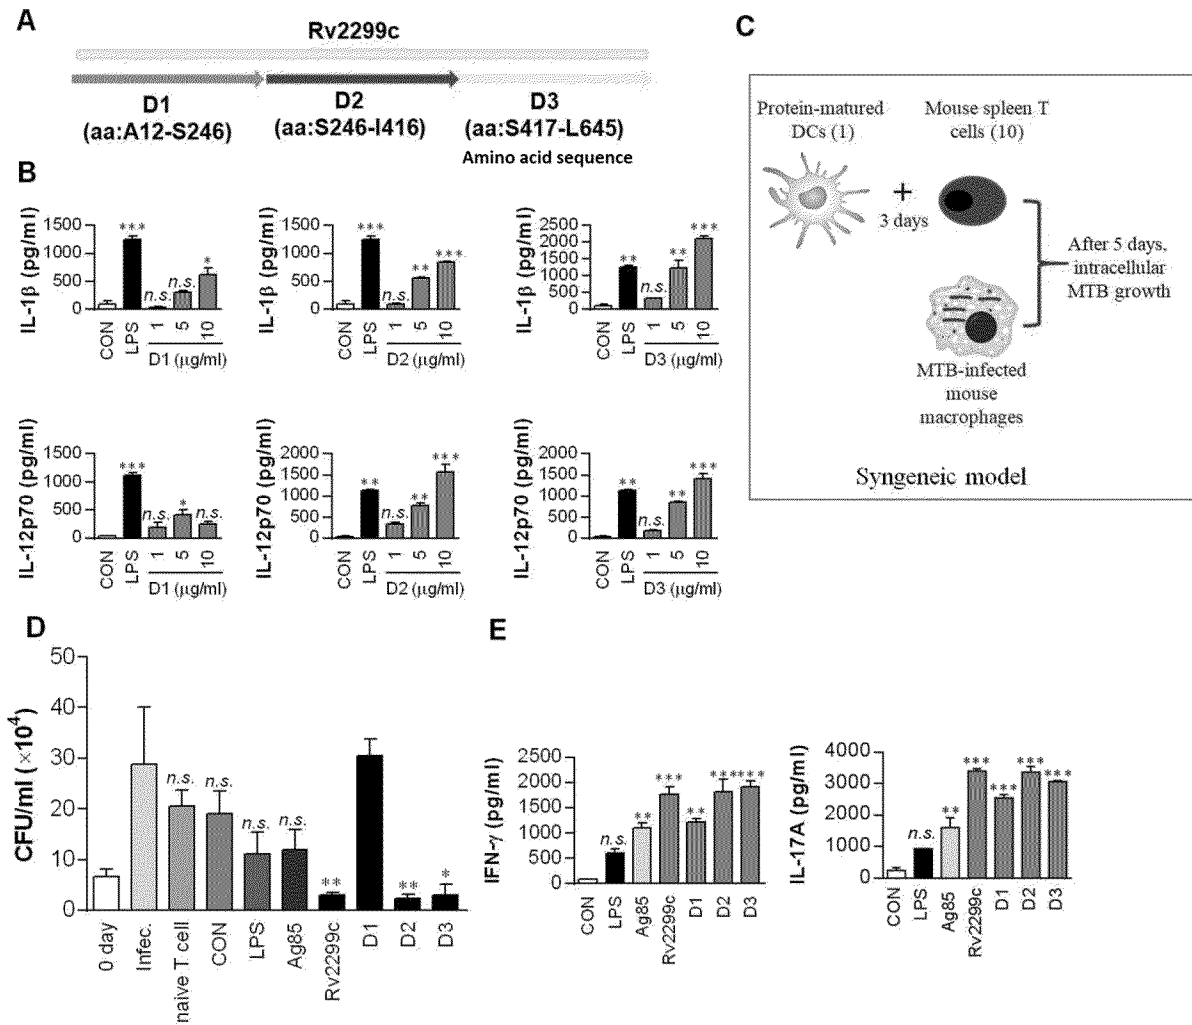 A
Rv2299c
D1
(aa:A12-S246)
D2
(aa:S246-I416)
D3
(aa:S417-L645)
Amino acid sequence
B
IL-1β (pg/ml)
1500
1000
500
0
***
n.s.
n.s.
*
CON
LPS
1
5
10
D1 (μg/ml)
IL-1β (pg/ml)
1500
1000
500
0
***
n.s.
**
***
CON
LPS
1
5
10
D2 (μg/ml)
IL-1β (pg/ml)
2500
2000
1500
1000
500
0
**
n.s.
**
***
CON
LPS
1
5
10
D3 (μg/ml)
IL-12p70 (pg/ml)
1500
1000
500
0
***
n.s.
*
n.s.
CON
LPS
1
5
10
D1 (μg/ml)
IL-12p70 (pg/ml)
2000
1500
1000
500
0
**
n.s.
**
***
CON
LPS
1
5
10
D2 (μg/ml)
IL-12p70 (pg/ml)
2000
1500
1000
500
0
**
n.s.
**
***
CON
LPS
1
5
10
D3 (μg/ml)
C
Protein-matured
DCs (1)
Mouse spleen T
cells (10)
+
3 days
After 5 days,
intracellular
MTB growth
MTB-infected
mouse
macrophages
Syngeneic model
D
CFU/ml (×10⁴)
50
40
30
20
10
0
n.s.
n.s.
n.s.
n.s.
**
**
*
0 day
Infec.
naive T cell
CON
LPS
Ag85
Rv2299c
D1
D2
D3
E
IFN-γ (pg/ml)
2500
2000
1500
1000
500
0
n.s.
**
***
**
***
***
CON
LPS
Ag85
Rv2299c
D1
D2
D3
IL-17A (pg/ml)
4000
3000
2000
1000
0
n.s.
**
***
***
***
***
CON
LPS
Ag85
Rv2299c
D1
D2
D3